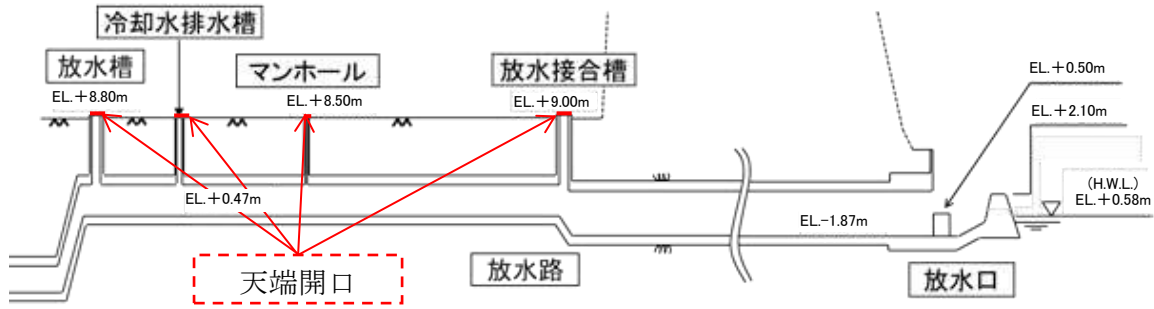 冷却水排水槽
放水槽
マンホール
放水接合槽
EL.+0.50m
EL.+8.80m
EL.+8.50m
EL.+9.00m
EL.+2.10m
EL.+0.47m
(H.W.L.)
EL.+0.58m
EL.-1.87m
天端開口
放水路
放水口